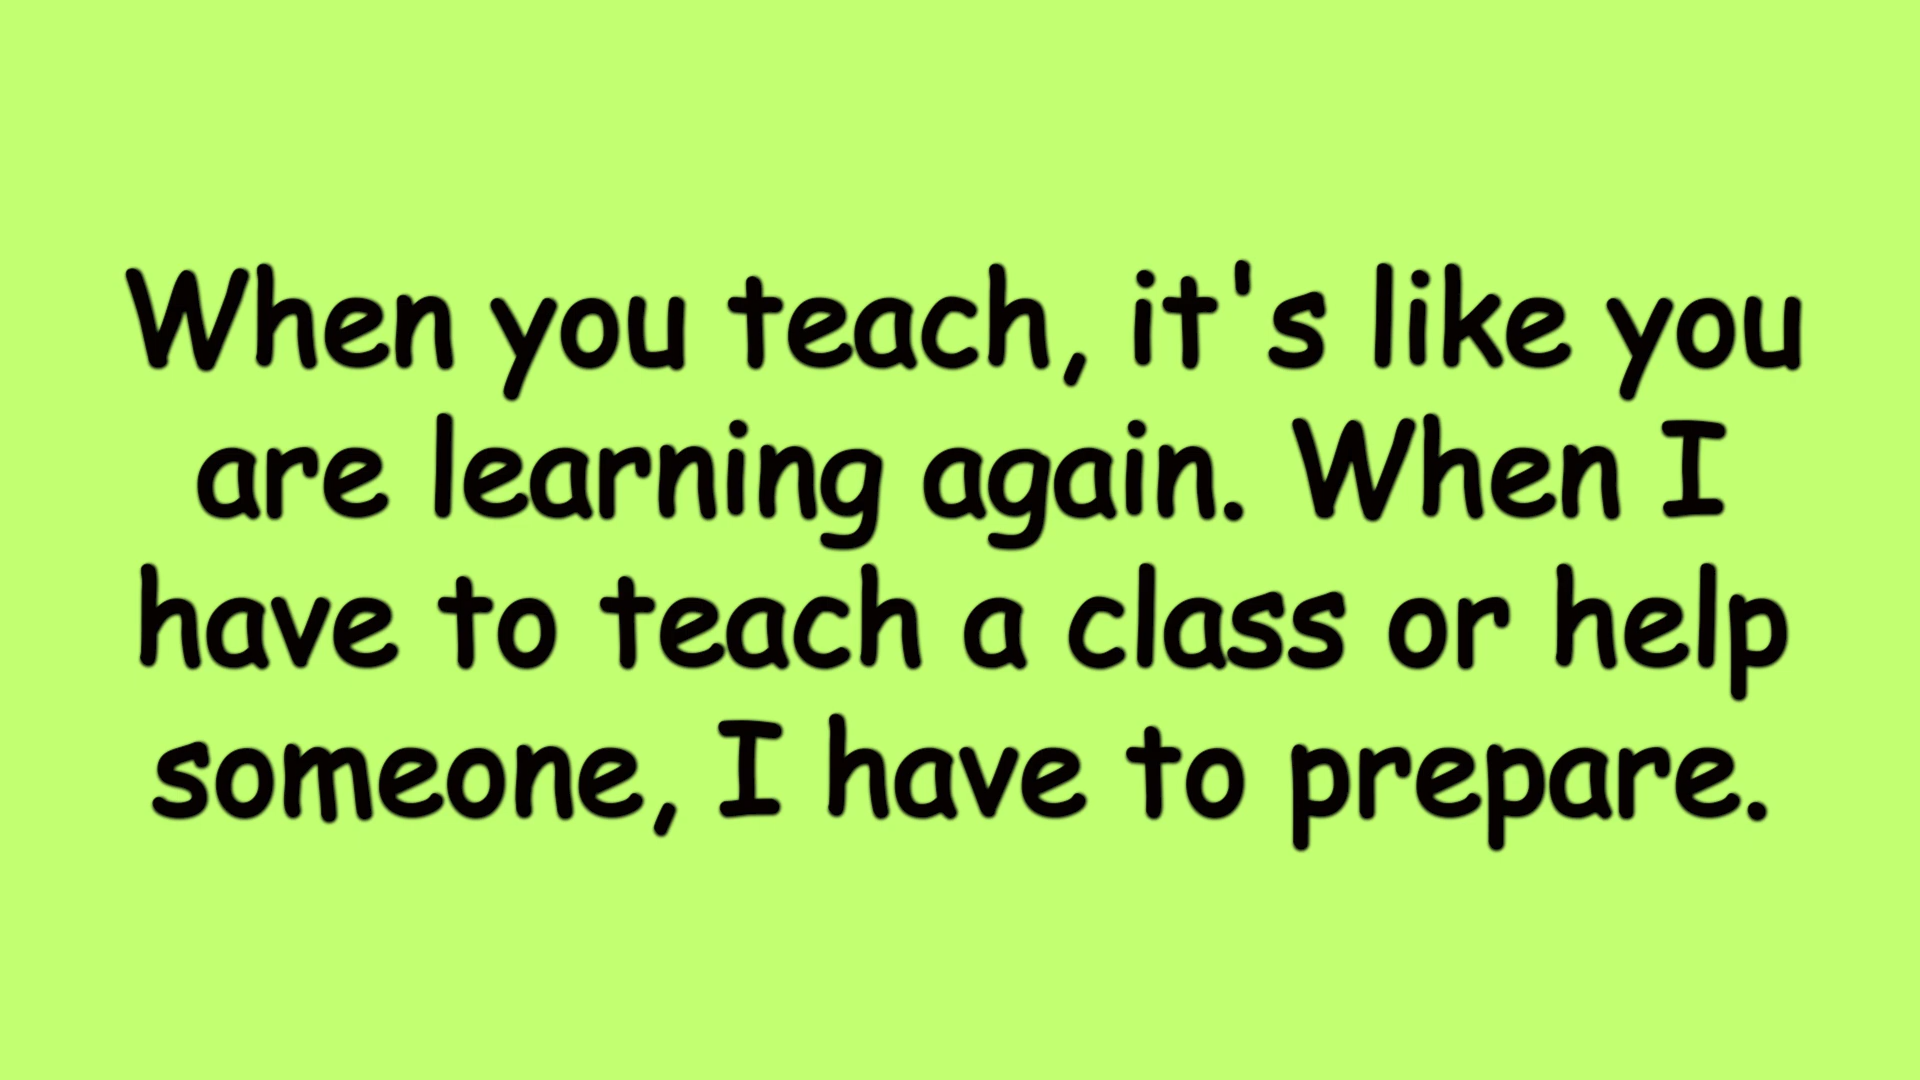 When you teach, it's like you
are learning again. When I
have to teach a class or help
someone, I have to prepare.